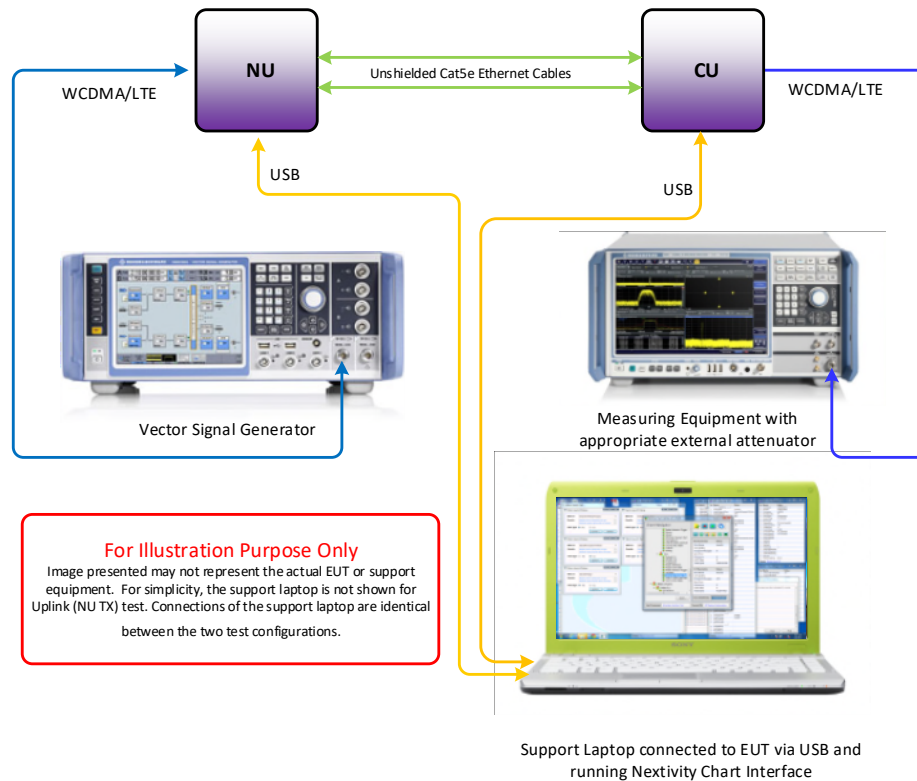 NU
CU
Unshielded Cat5e Ethernet Cables
WCDMA/LTE
WCDMA/LTE
USB
USB
Vector Signal Generator
Measuring Equipment with
appropriate external attenuator
For Illustration Purpose Only
Image presented may not represent the actual EUT or support
equipment. For simplicity, the support laptop is not shown for
Uplink (NU TX) test. Connections of the support laptop are identical
between the two test configurations.
SONY
Support Laptop connected to EUT via USB and
running Nextivity Chart Interface